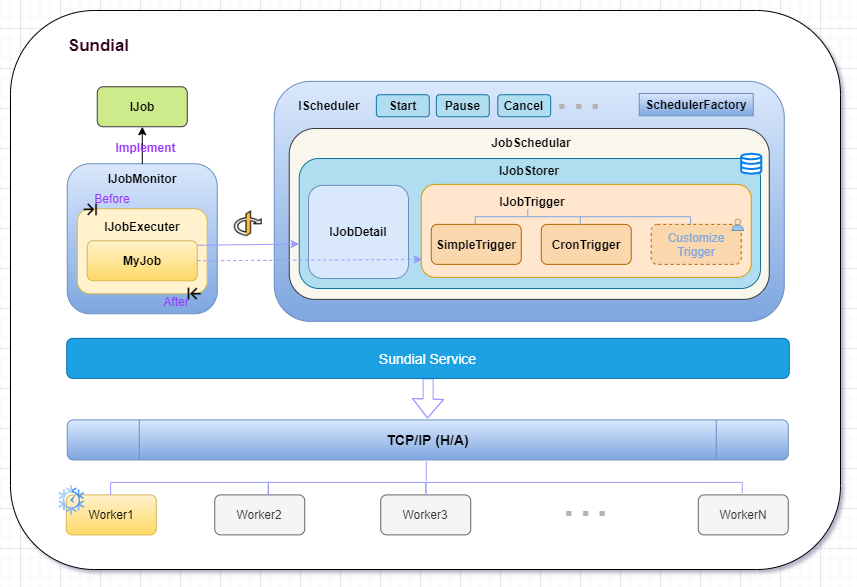 Sundial
IJob
IScheduler
Start
Pause
Cancel
SchedulerFactory
Implement
JobSchedular
IJobMonitor
IJobStorer
Before
IJobExecuter
MyJob
After
IJobDetail
IJobTrigger
SimpleTrigger
CronTrigger
Customize
Trigger
Sundial Service
TCP/IP (H/A)
Worker1
Worker2
Worker3
WorkerN